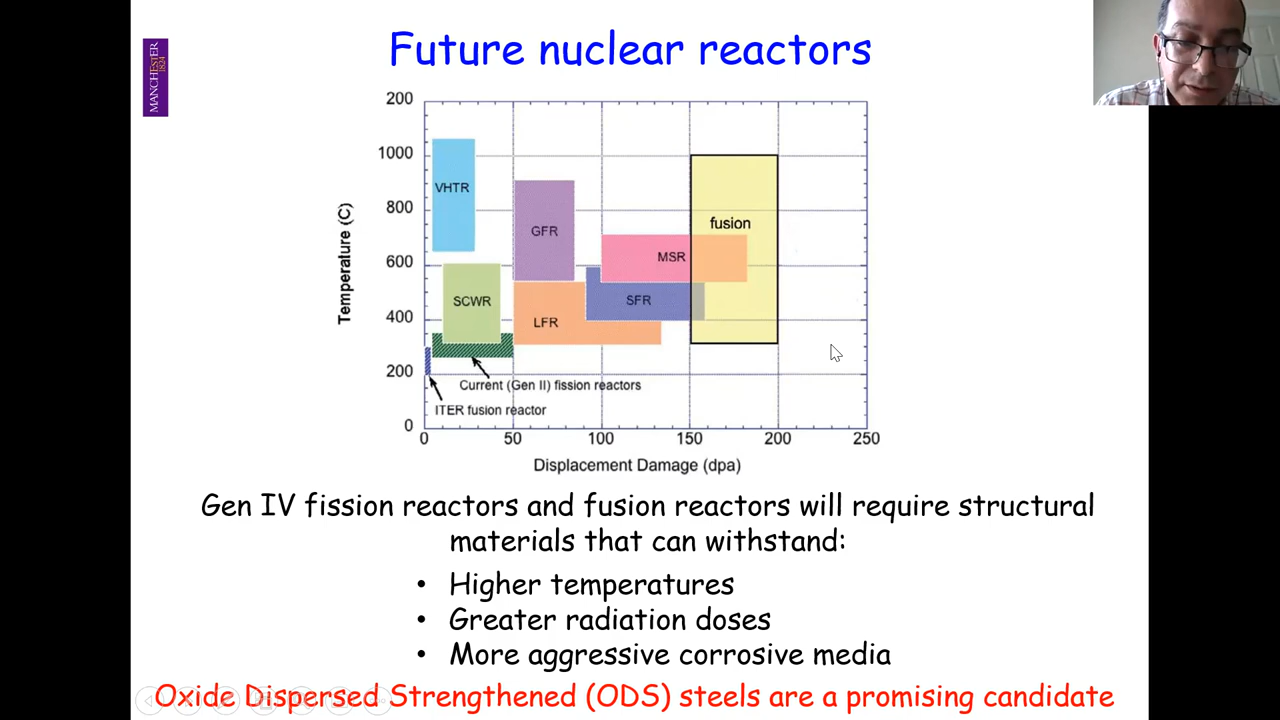 Future nuclear reactors
MANCHESTER
1824
200
1000
800
600
400
200
0
Temperature (C)
VHTR
GFR
fusion
MSR
SCWR
SFR
LFR
Current (Gen II) fission reactors
ITER fusion reactor
0 50 100 150 200 250
Displacement Damage (dpa)
Gen IV fission reactors and fusion reactors will require structural
materials that can withstand:
• Higher temperatures
• Greater radiation doses
• More aggressive corrosive media
Oxide Dispersed Strengthened (ODS) steels are a promising candidate